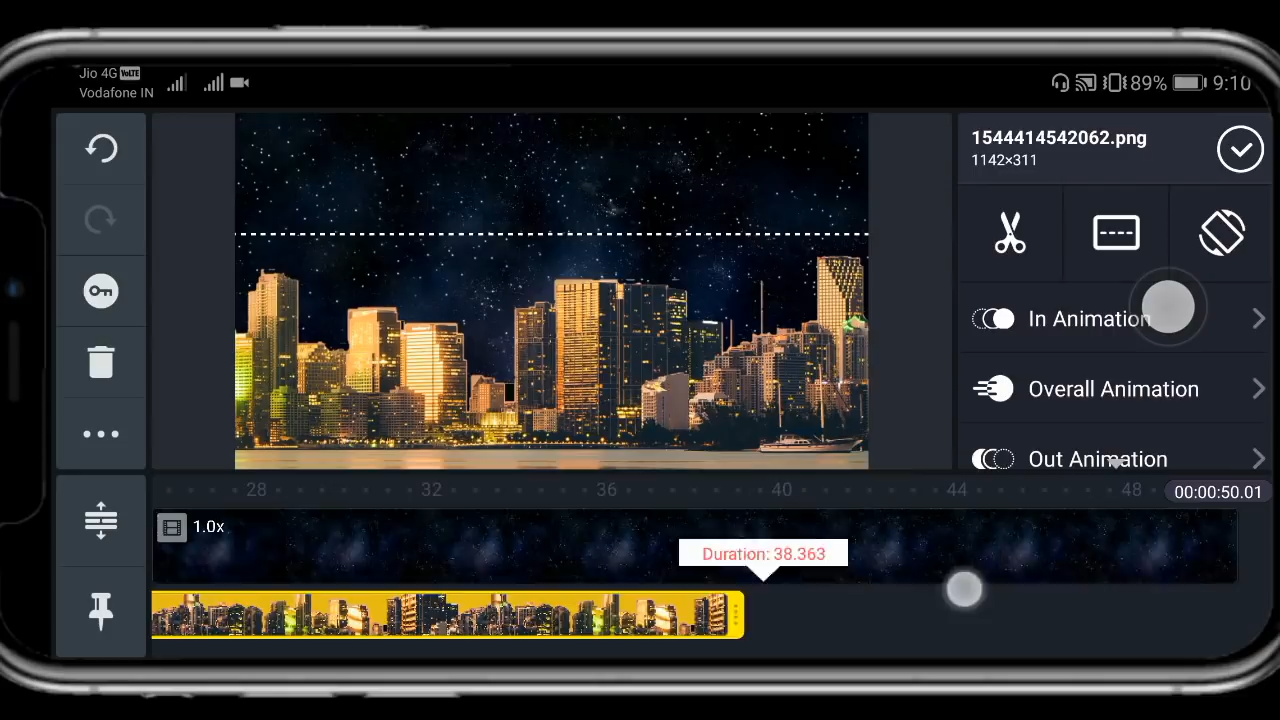 Jio 4G VoLTE
Vodafone IN
89% 9:10
1544414542062.png
1142×311
In Animation
Overall Animation
Out Animation
28 32 36 40 44 48
00:00:50.01
1.0x
Duration: 38.363